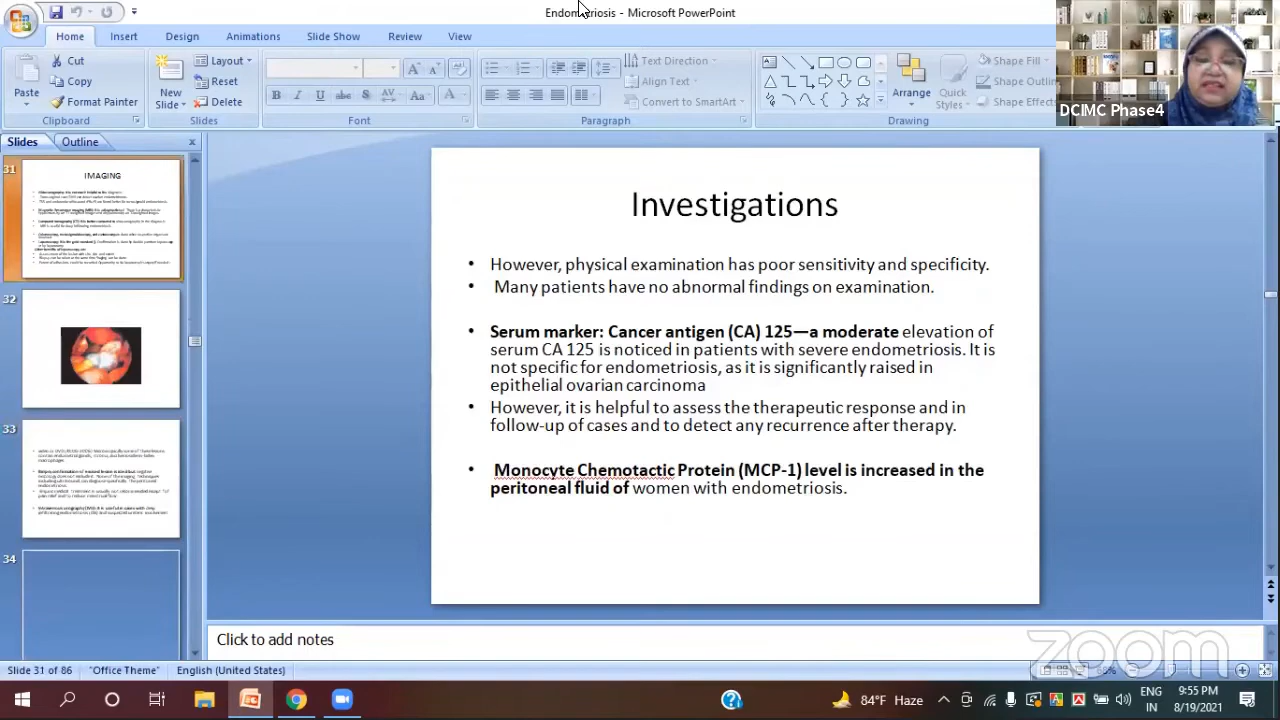 Endometriosis - Microsoft PowerPoint
Home Insert Design Animations Slide Show Review View
Cut
Copy
Format Painter
Paste
Clipboard
New
Slide
Layout
Reset
Delete
Slides
Font
Text Direction
Align Text
Convert to SmartArt
Paragraph
Arrange
Quick
Styles
Drawing
Shape Fill
Shape Outlin
Shape Effects
DCIMC Phase4
Slides Outline
31
IMAGING
32
33
34
Investigations
• However, physical examination has poor sensitivity and specificity.
• Many patients have no abnormal findings on examination.
• Serum marker: Cancer antigen (CA) 125—a moderate elevation of
serum CA 125 is noticed in patients with severe endometriosis. It is
not specific for endometriosis, as it is significantly raised in
epithelial ovarian carcinoma
• However, it is helpful to assess the therapeutic response and in
follow-up of cases and to detect any recurrence after therapy.
• Monocyte Chemotactic Protein (MCP-1) level is increased in the
peritoneal fluid of women with endometriosis.
Click to add notes
zoom
Slide 31 of 86 "Office Theme" English (United States)
84°F Haze
ENG
IN
9:55 PM
8/19/2021